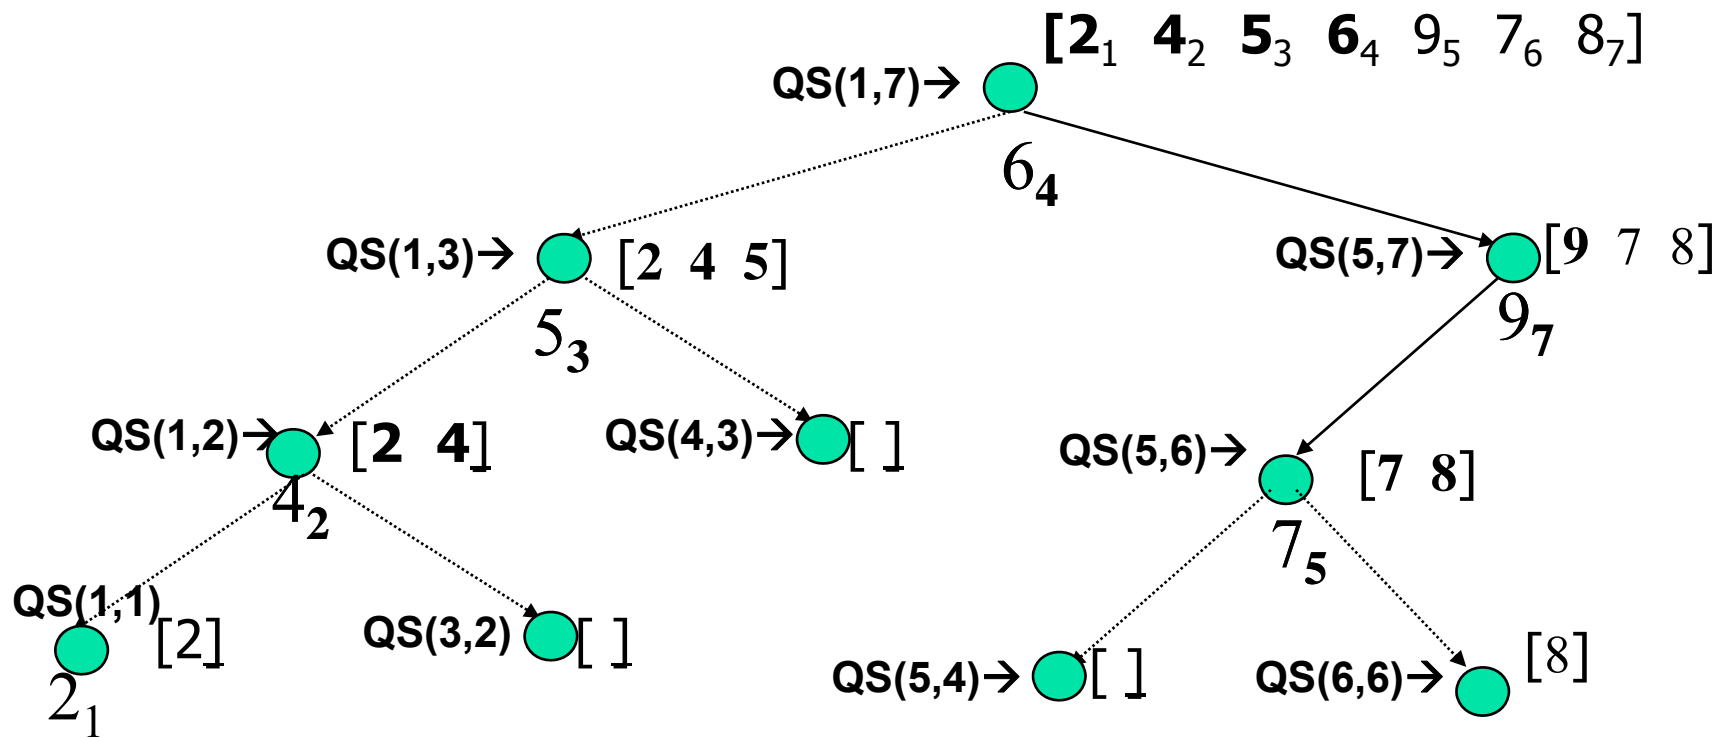 [2₁ 4₂ 5₃ 6₄ 9₅ 7₆ 8₇]
QS(1,7)→
6₄
QS(1,3)→ [2 4 5]
QS(5,7)→ [9 7 8]
5₃
9₇
QS(1,2)→ [2 4]
QS(4,3)→ [ ]
QS(5,6)→ [7 8]
4₂
7₅
QS(1,1) [2]
QS(3,2) [ ]
QS(5,4)→ [ ]
QS(6,6)→ [8]
2₁